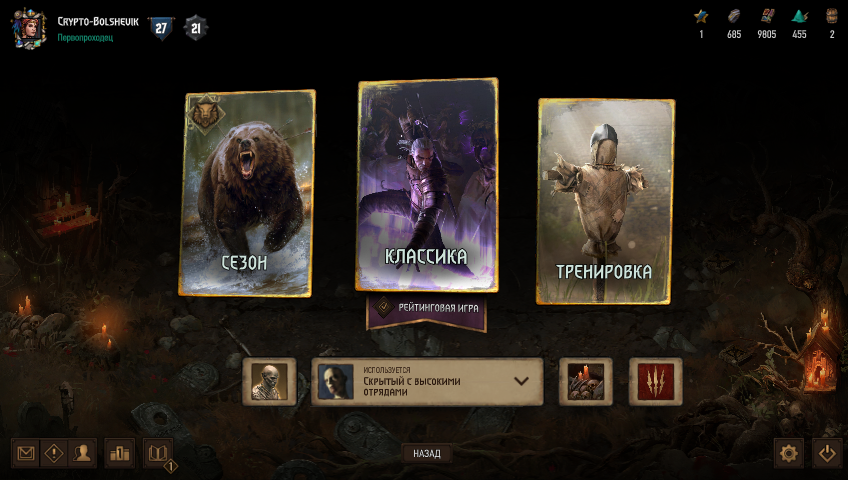 Crypto-Bolshevik
Первопроходец
27
21
1
685
9805
455
2
СЕЗОН
КЛАССИКА
ТРЕНИРОВКА
РЕЙТИНГОВАЯ ИГРА
ИСПОЛЬЗУЕТСЯ
Скрытый с высокими
отрядами
1
НАЗАД